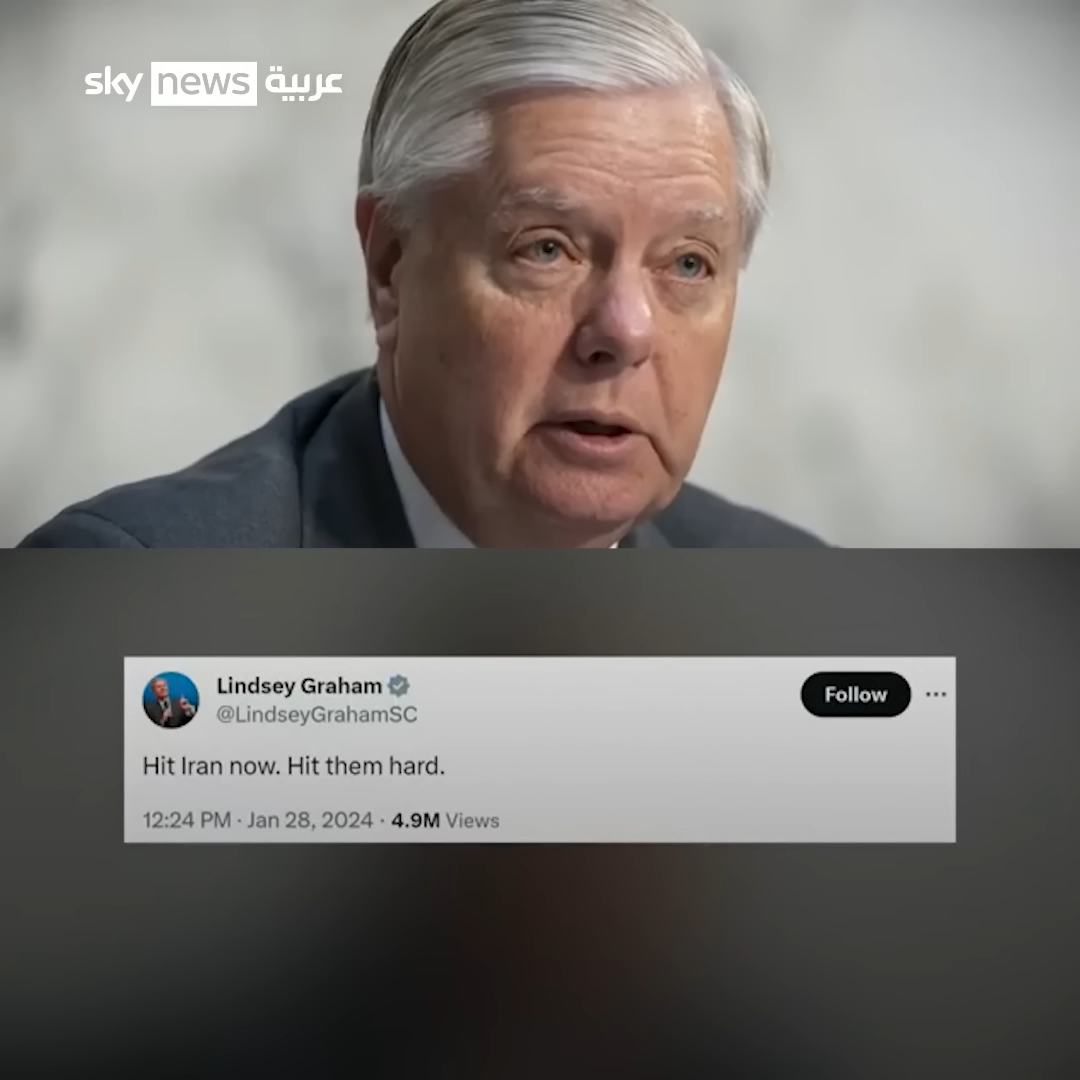 sky news عربية
Lindsey Graham
@LindseyGrahamSC
Follow
Hit Iran now. Hit them hard.
12:24 PM · Jan 28, 2024 · 4.9M Views